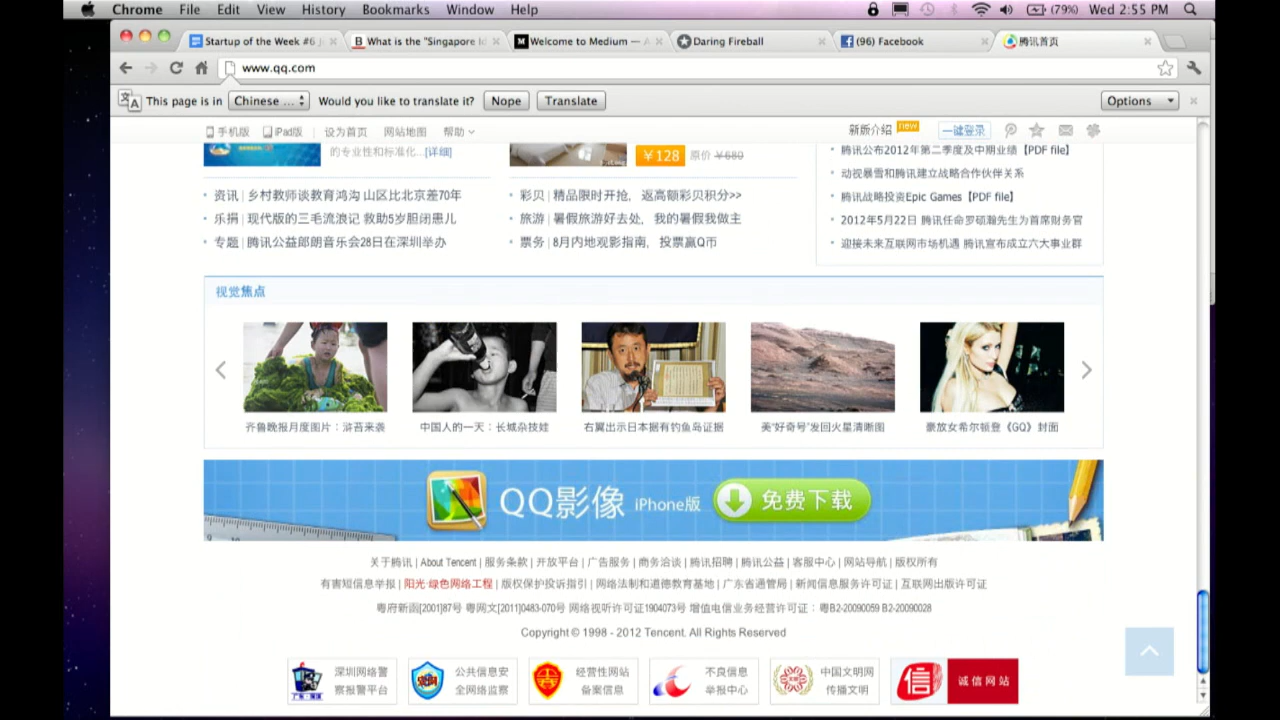 Chrome File Edit View History Bookmarks Window Help (79%) Wed 2:55 PM
Startup of the Week #6 What is the "Singapore Welcome to Medium — Daring Fireball (96) Facebook 腾讯首页
www.qq.com
This page is in Chinese ... Would you like to translate it? Nope Translate Options
手机版 iPad版 设为首页 网站地图 帮助 新版介绍 new 一键登录
的专业性和标准化...[详细] ¥128 原价 ¥680 腾讯公布2012年第二季度及中期业绩【PDF file】
动视暴雪和腾讯建立战略合作伙伴关系
资讯 | 乡村教师谈教育鸿沟 山区比北京差70年 彩贝 | 精品限时开抢，返高额彩贝积分>> 腾讯战略投资Epic Games【PDF file】
乐捐 | 现代版的三毛流浪记 救助5岁胆闭患儿 旅游 | 暑假旅游好去处，我的暑假我做主 2012年5月22日 腾讯任命罗硕瀚先生为首席财务官
专题 | 腾讯公益郎朗音乐会28日在深圳举办 票务 | 8月内地观影指南，投票赢Q币 迎接未来互联网市场机遇 腾讯宣布成立六大事业群
视觉焦点
齐鲁晚报月度图片：浒苔来袭 中国人的一天：长城杂技娃 右翼出示日本据有钓鱼岛证据 美“好奇号”发回火星清晰图 豪放女希尔顿登《GQ》封面
QQ影像 iPhone版 免费下载
关于腾讯 | About Tencent | 服务条款 | 开放平台 | 广告服务 | 商务洽谈 | 腾讯招聘 | 腾讯公益 | 客服中心 | 网站导航 | 版权所有
有害短信息举报 | 阳光·绿色网络工程 | 版权保护投诉指引 | 网络法制和道德教育基地 | 广东省通管局 | 新闻信息服务许可证 | 互联网出版许可证
粤府新函[2001]87号 粤网文[2011]0483-070号 网络视听许可证1904073号 增值电信业务经营许可证：粤B2-20090059 B2-20090028
Copyright © 1998 - 2012 Tencent. All Rights Reserved
深圳网络警察报警平台 公共信息安全网络监察 经营性网站备案信息 不良信息举报中心 中国文明网传播文明 信 诚信网站